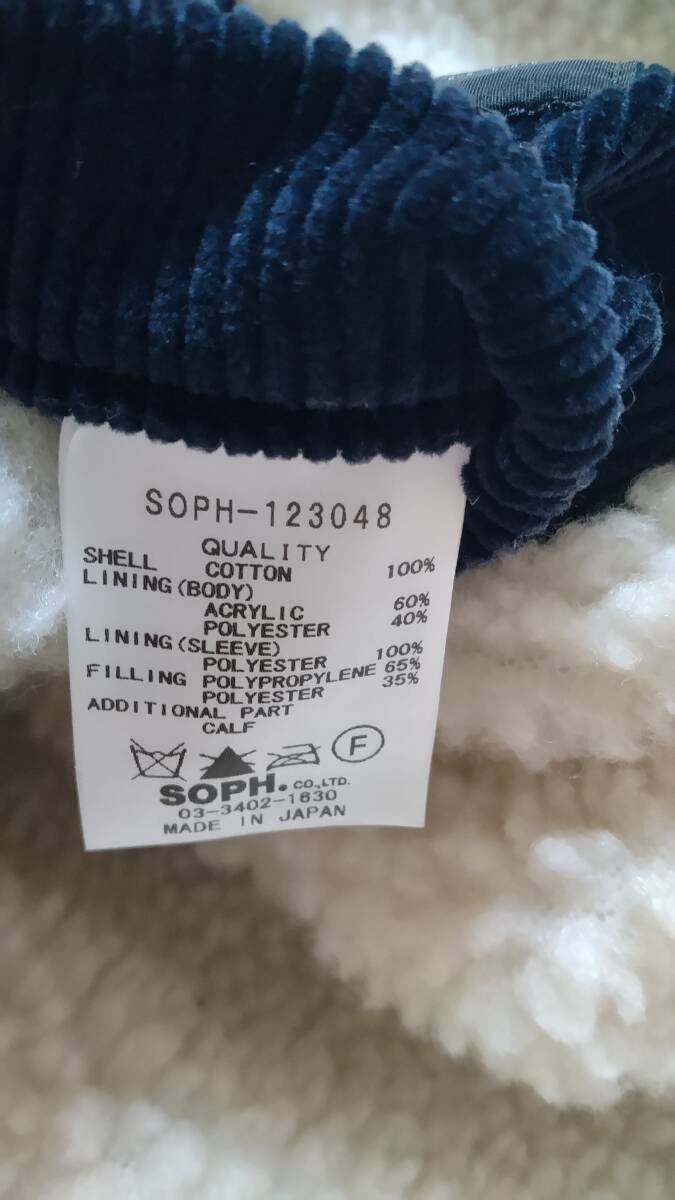 SOPH-123048
QUALITY
SHELL COTTON 100%
LINING(BODY)
ACRYLIC 60%
POLYESTER 40%
LINING(SLEEVE)
POLYESTER 100%
FILLING POLYPROPYLENE 65%
POLYESTER 35%
ADDITIONAL PART
CALF
F
SOPH. CO.,LTD.
03-3402-1630
MADE IN JAPAN